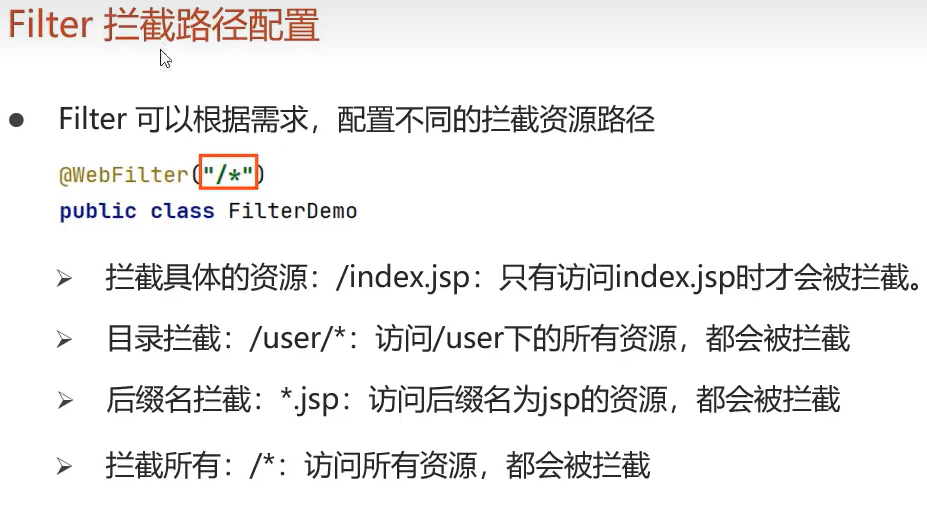 Filter 拦截路径配置
● Filter 可以根据需求，配置不同的拦截资源路径
@WebFilter("/*")
public class FilterDemo
➢ 拦截具体的资源：/index.jsp：只有访问index.jsp时才会被拦截。
➢ 目录拦截：/user/*：访问/user下的所有资源，都会被拦截
➢ 后缀名拦截：*.jsp：访问后缀名为jsp的资源，都会被拦截
➢ 拦截所有：/*：访问所有资源，都会被拦截